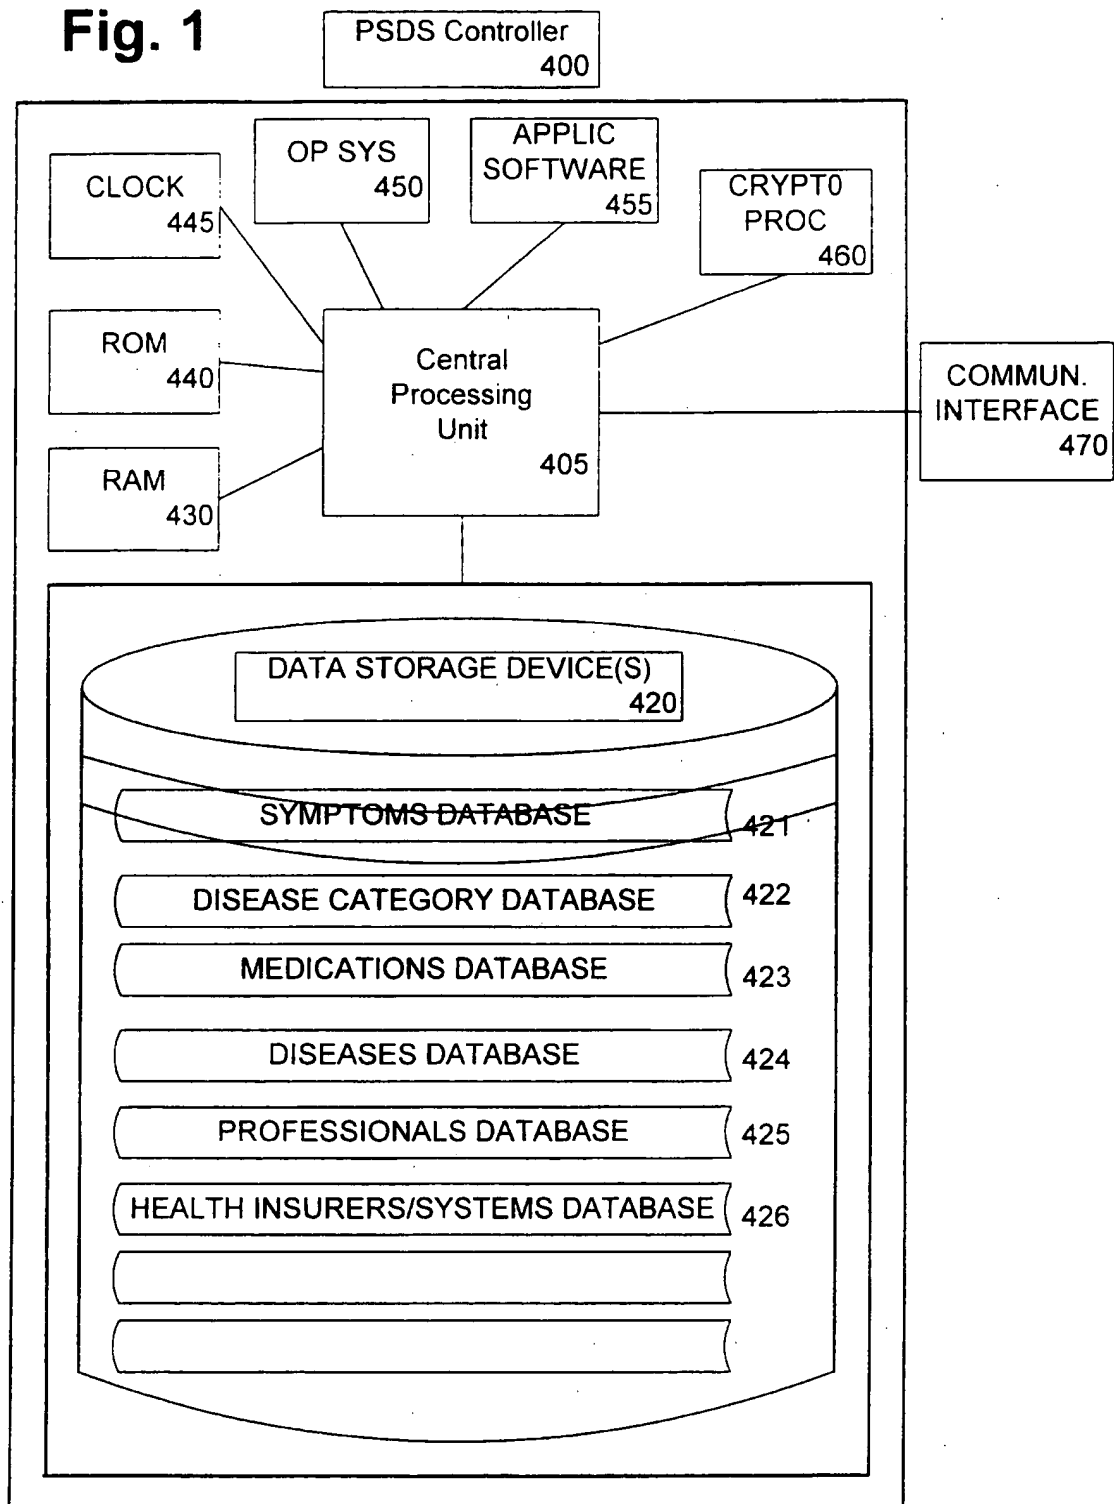 Fig. 1
PSDS Controller
400
OP SYS
450
APPLIC
SOFTWARE
455
CLOCK
445
CRYPT0
PROC
460
ROM
440
Central
Processing
Unit
405
COMMUN.
INTERFACE
470
RAM
430
DATA STORAGE DEVICE(S)
420
SYMPTOMS DATABASE
421
DISEASE CATEGORY DATABASE
422
MEDICATIONS DATABASE
423
DISEASES DATABASE
424
PROFESSIONALS DATABASE
425
HEALTH INSURERS/SYSTEMS DATABASE
426